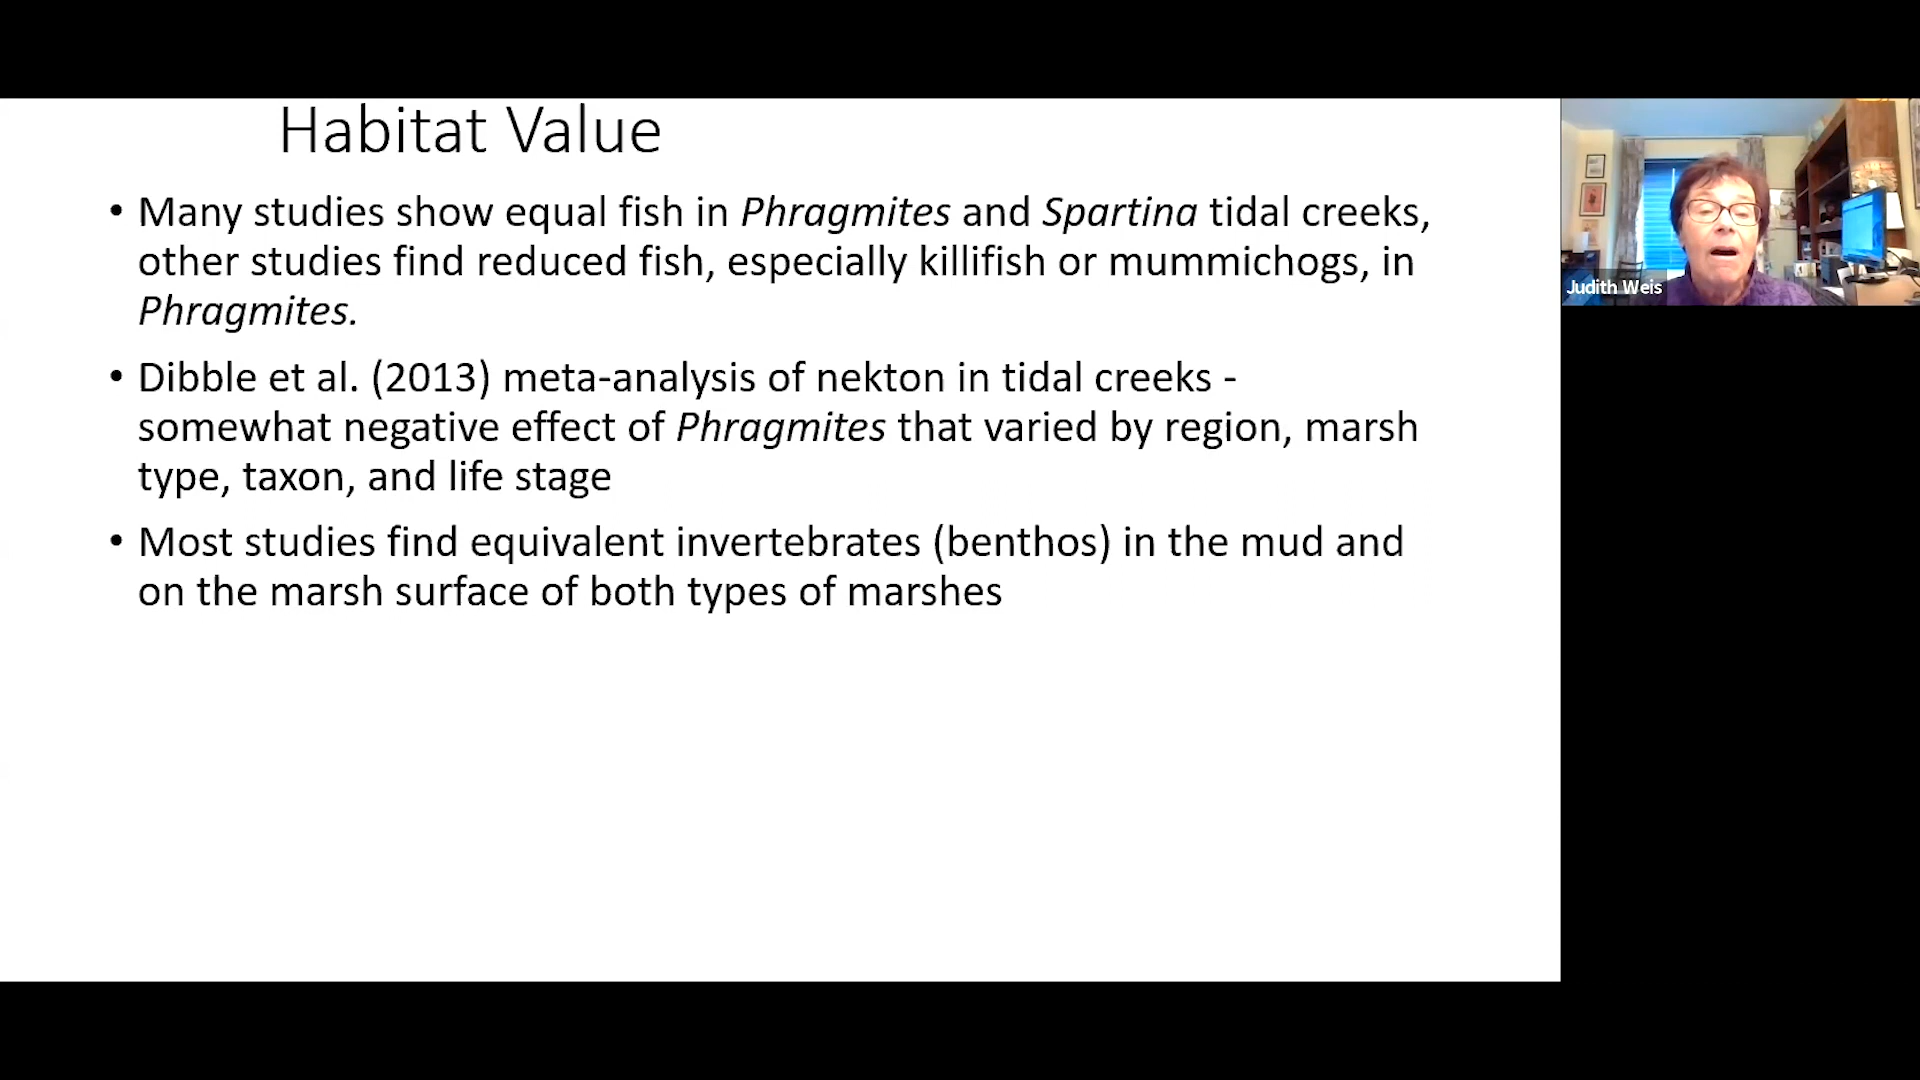 Habitat Value
• Many studies show equal fish in Phragmites and Spartina tidal creeks,
other studies find reduced fish, especially killifish or mummichogs, in
Phragmites.
• Dibble et al. (2013) meta-analysis of nekton in tidal creeks -
somewhat negative effect of Phragmites that varied by region, marsh
type, taxon, and life stage
• Most studies find equivalent invertebrates (benthos) in the mud and
on the marsh surface of both types of marshes
Judith Weis